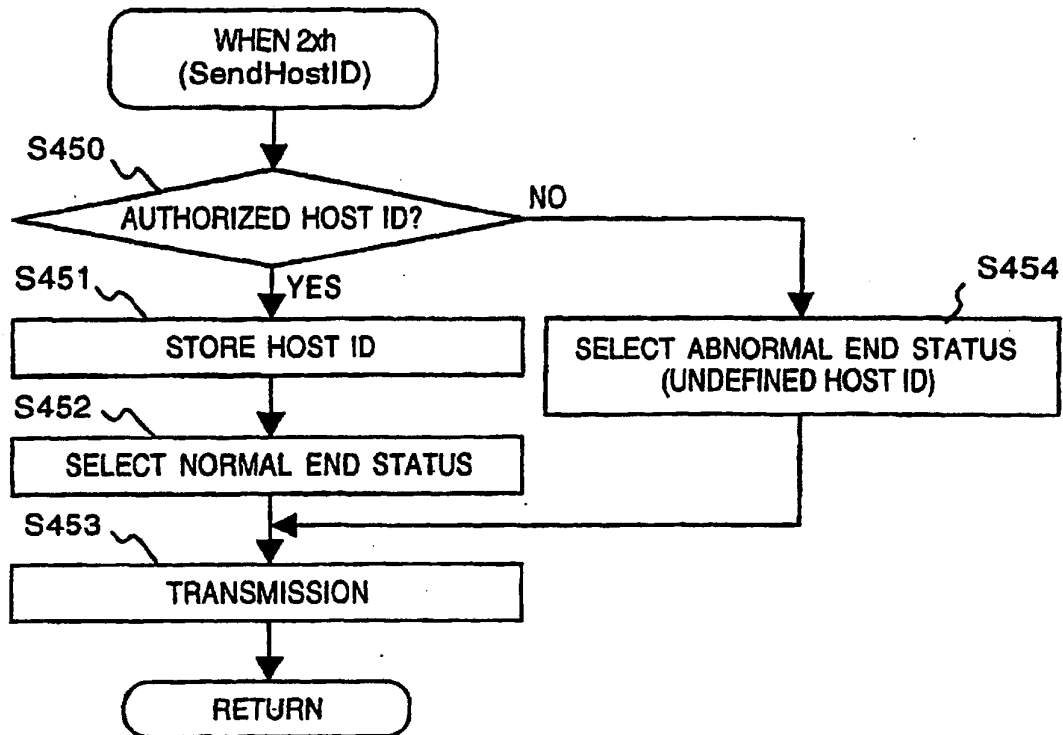 WHEN 2xh
(SendHostID)
S450
AUTHORIZED HOST ID?
NO
YES
S451
STORE HOST ID
S454
SELECT ABNORMAL END STATUS
(UNDEFINED HOST ID)
S452
SELECT NORMAL END STATUS
S453
TRANSMISSION
RETURN